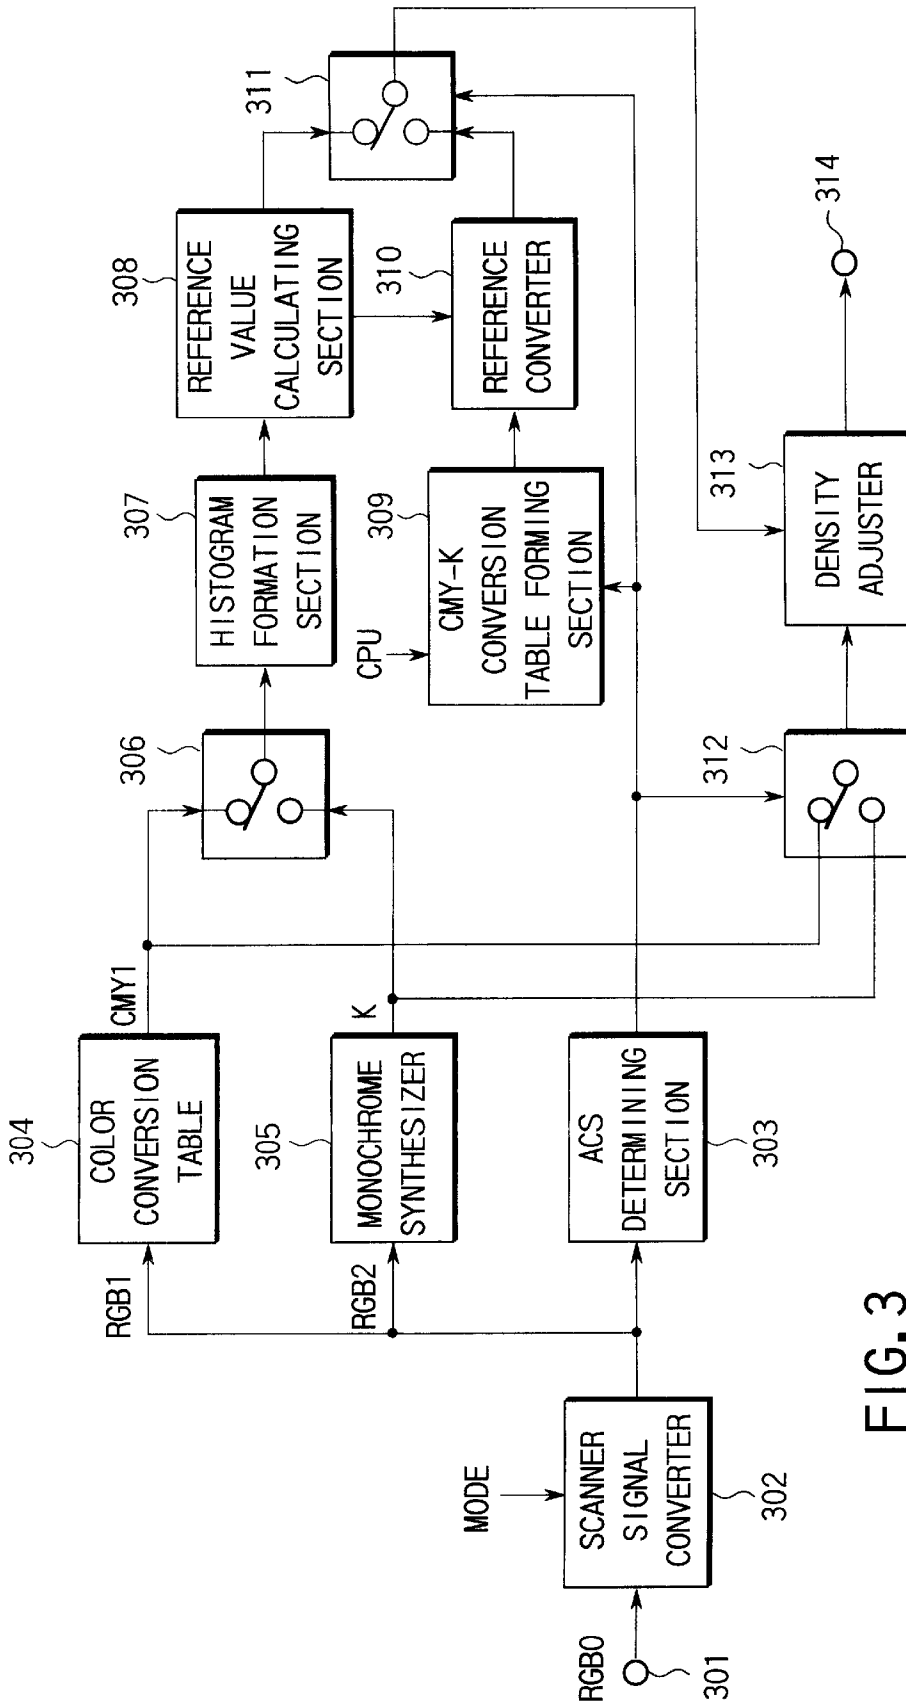 304
COLOR
CONVERSION
TABLE
RGB1
CMY1
305
MONOCHROME
SYNTHESIZER
RGB2
K
ACS
DETERMINING
SECTION
303
MODE
SCANNER
SIGNAL
CONVERTER
302
RGB0
301
306
307
HISTOGRAM
FORMATION
SECTION
308
REFERENCE
VALUE
CALCULATING
SECTION
CPU
309
CMY-K
CONVERSION
TABLE FORMING
SECTION
310
REFERENCE
CONVERTER
311
312
313
DENSITY
ADJUSTER
314
FIG. 3